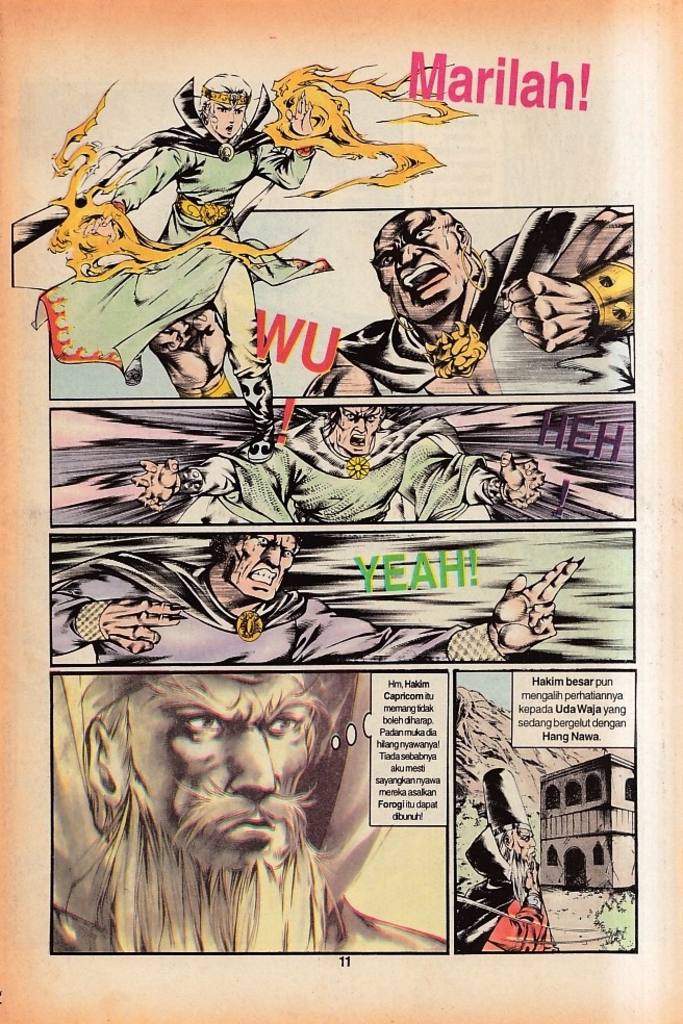 Marilah!
WU
!
HEH
!
YEAH!
Hm, Hakim
Capricorn itu
memang tidak
boleh diharap.
Padan muka dia
hilang nyawanya!
Tiada sebabnya
aku mesti
sayangkan nyawa
mereka asalkan
Forogi itu dapat
dibunuh!
Hakim besar pun
mengalih perhatiannya
kepada Uda Waja yang
sedang bergelut dengan
Hang Nawa.
11